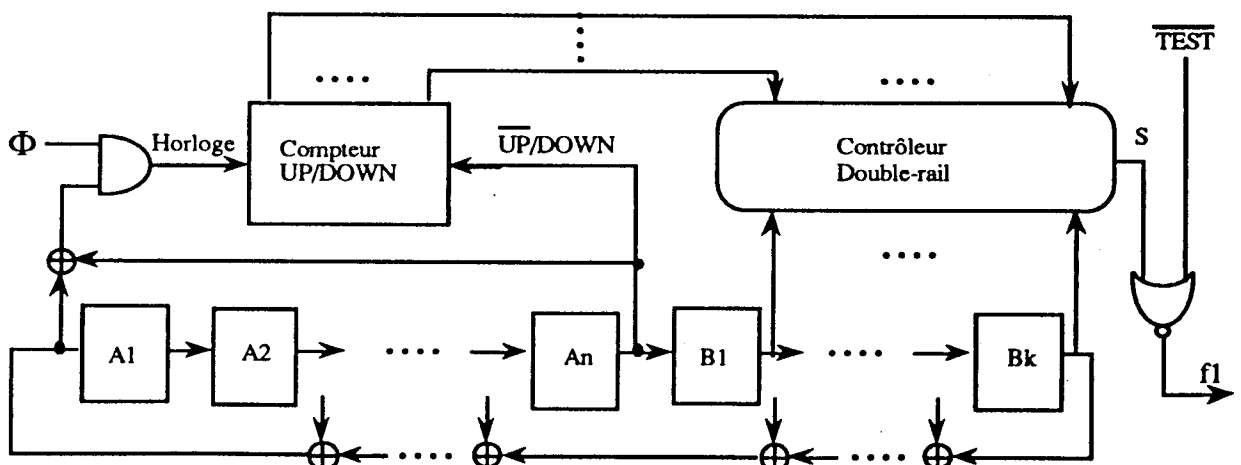 TEST
Φ
Horloge
Compteur
UP/DOWN
UP/DOWN
Contrôleur
Double-rail
S
A1
A2
An
B1
Bk
f1